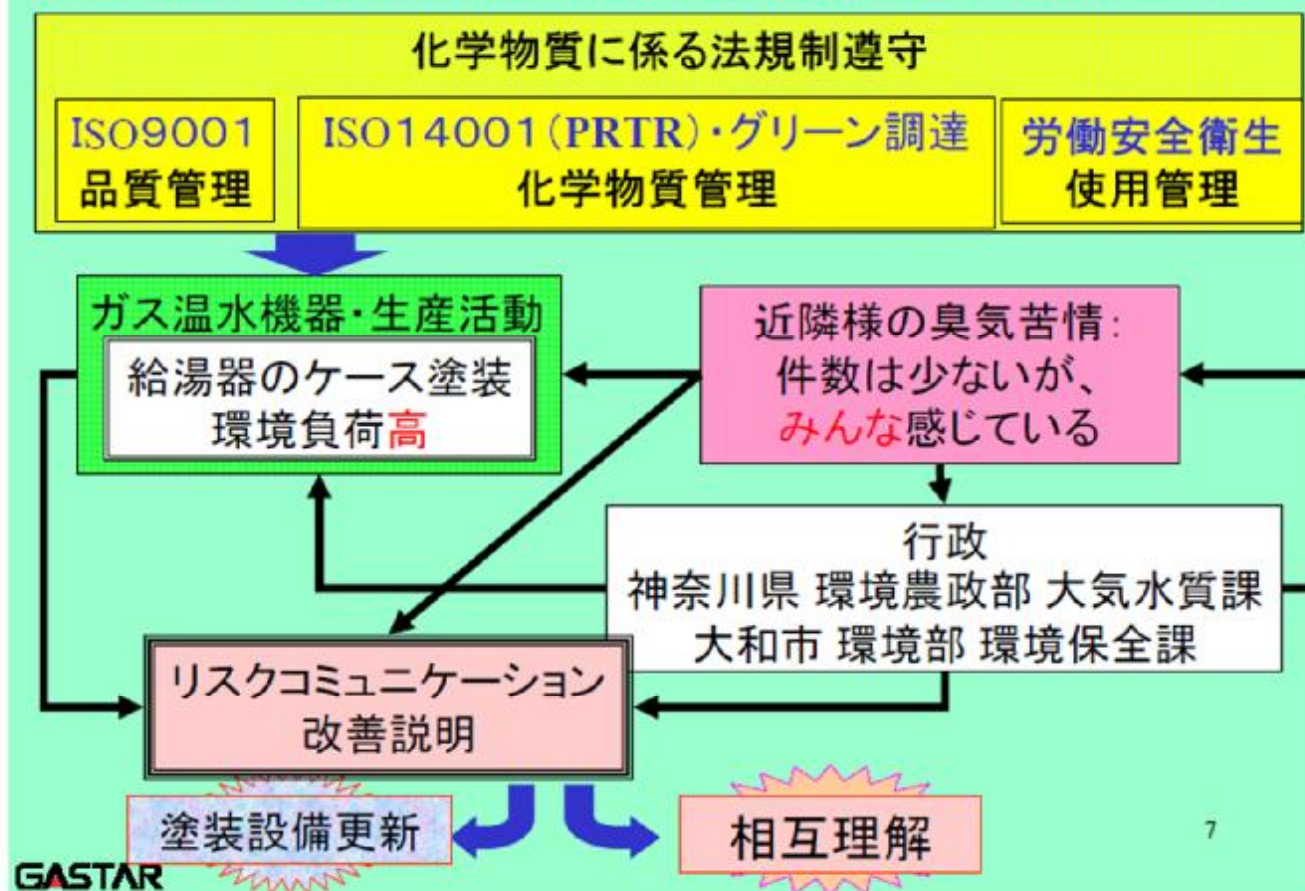 化学物質に係る法規制遵守
ISO9001
品質管理
ISO14001(PRTR)・グリーン調達
化学物質管理
労働安全衛生
使用管理
ガス温水機器・生産活動
給湯器のケース塗装
環境負荷高
近隣様の臭気苦情:
件数は少ないが、
みんな感じている
行政
神奈川県 環境農政部 大気水質課
大和市 環境部 環境保全課
リスクコミュニケーション
改善説明
塗装設備更新
相互理解
7
GASTAR